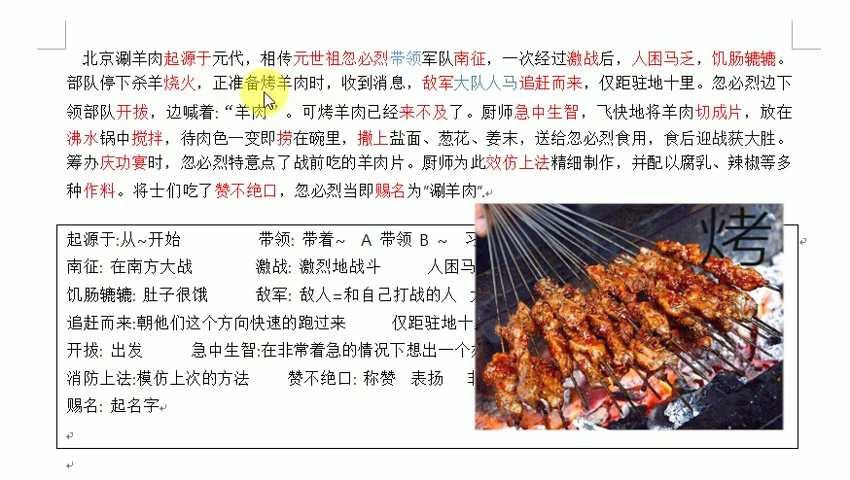 北京涮羊肉起源于元代，相传元世祖忽必烈带领军队南征，一次经过激战后，人困马乏，饥肠辘辘。
部队停下杀羊烧火，正准备烤羊肉时，收到消息，敌军大队人马追赶而来，仅距驻地十里。忽必烈边下
领部队开拔，边喊着:“羊肉”。可烤羊肉已经来不及了。厨师急中生智，飞快地将羊肉切成片，放在
沸水锅中搅拌，待肉色一变即捞在碗里，撒上盐面、葱花、姜末，送给忽必烈食用，食后迎战获大胜。
筹办庆功宴时，忽必烈特意点了战前吃的羊肉片。厨师为此效仿上法精细制作，并配以腐乳、辣椒等多
种作料。将士们吃了赞不绝口，忽必烈当即赐名为“涮羊肉”.
起源于:从~开始 带领: 带着~ A 带领 B ~
南征: 在南方大战 激战: 激烈地战斗 人困马
饥肠辘辘: 肚子很饿 敌军: 敌人=和自己打战的人
追赶而来:朝他们这个方向快速的跑过来 仅距驻地十
开拔: 出发 急中生智:在非常着急的情况下想出一个
消防上法:模仿上次的方法 赞不绝口: 称赞 表扬
赐名: 起名字
烤